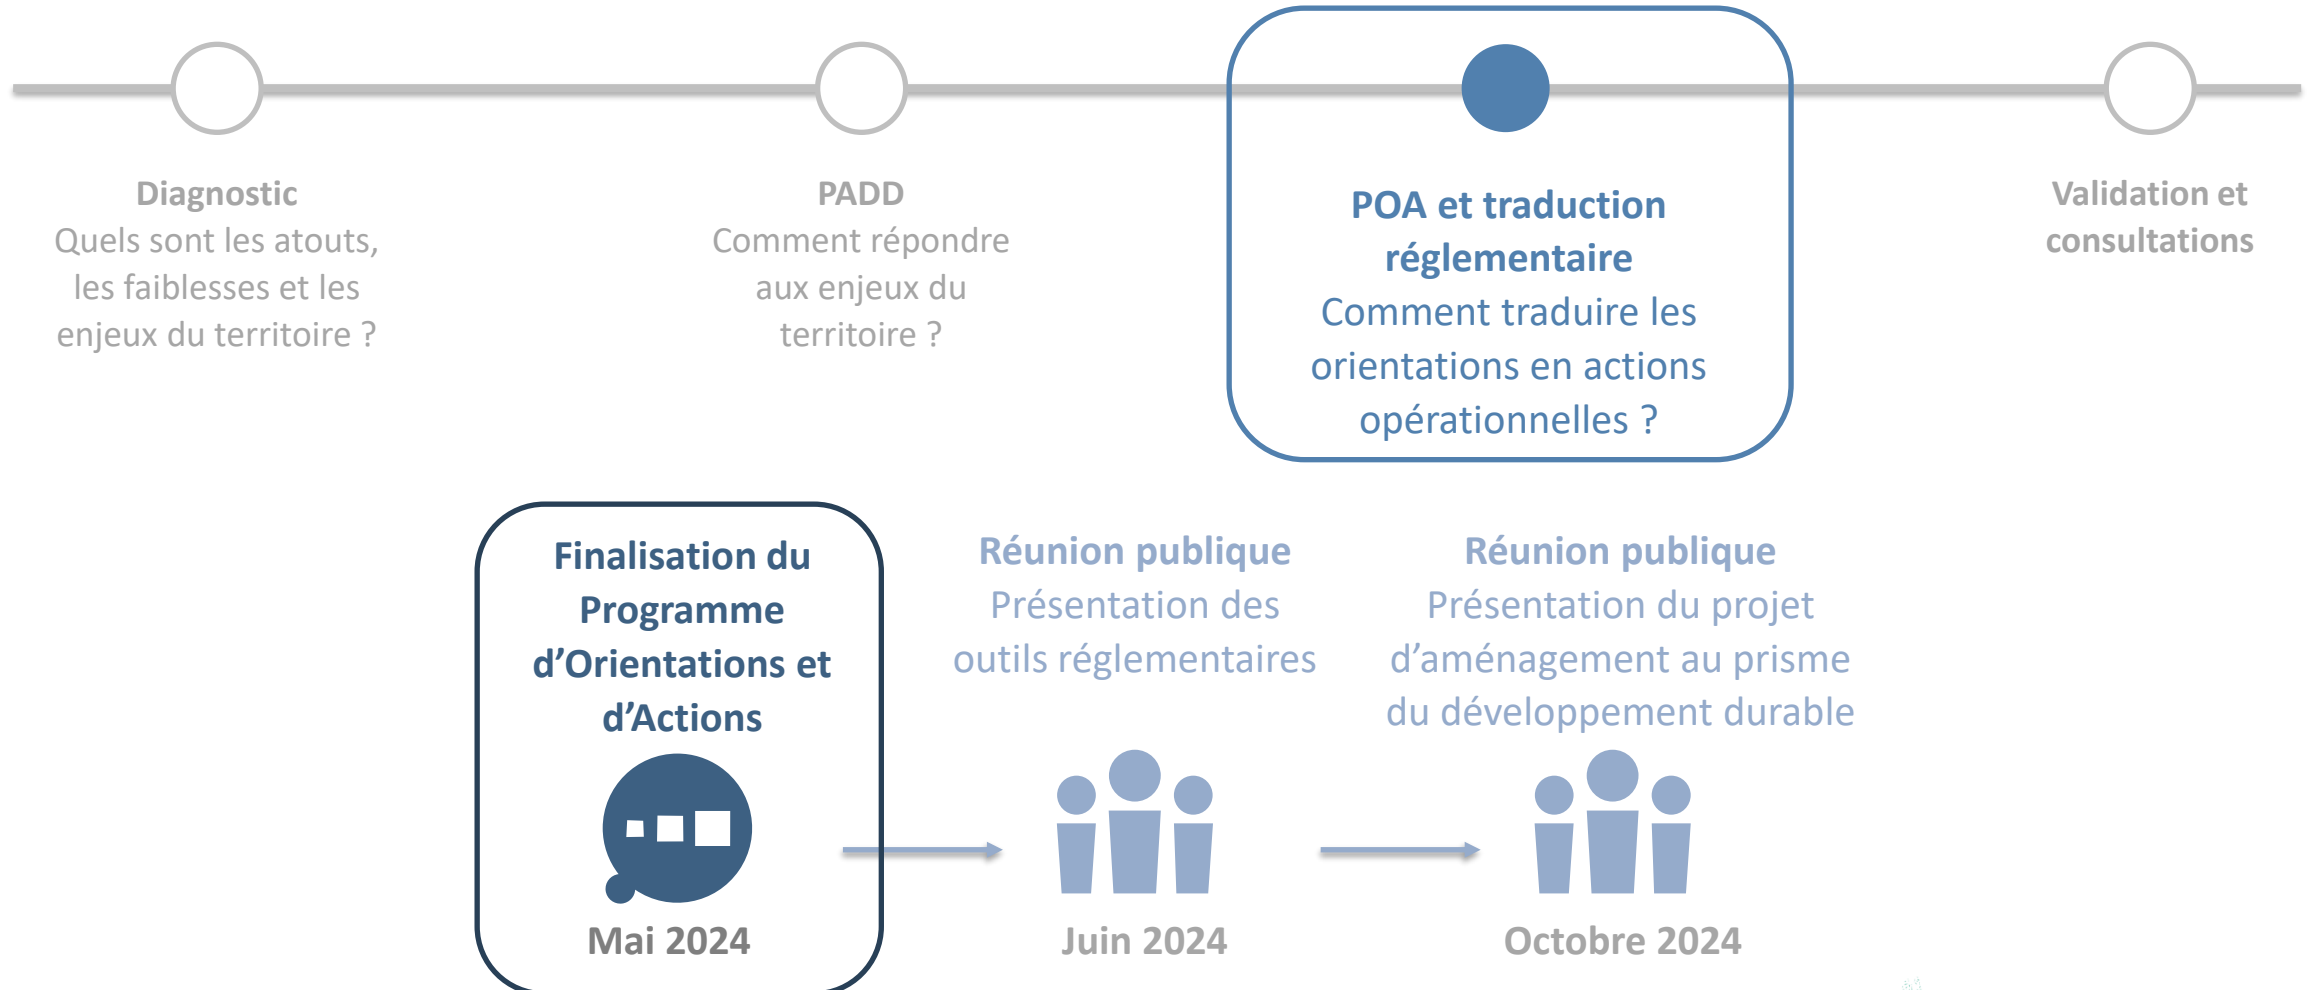 Diagnostic
Quels sont les atouts,
les faiblesses et les
enjeux du territoire ?
PADD
Comment répondre
aux enjeux du
territoire ?
POA et traduction
réglementaire
Comment traduire les
orientations en actions
opérationnelles ?
Validation et
consultations
Finalisation du
Programme
d’Orientations et
d’Actions
Mai 2024
Réunion publique
Présentation des
outils réglementaires
Juin 2024
Réunion publique
Présentation du projet
d’aménagement au prisme
du développement durable
Octobre 2024